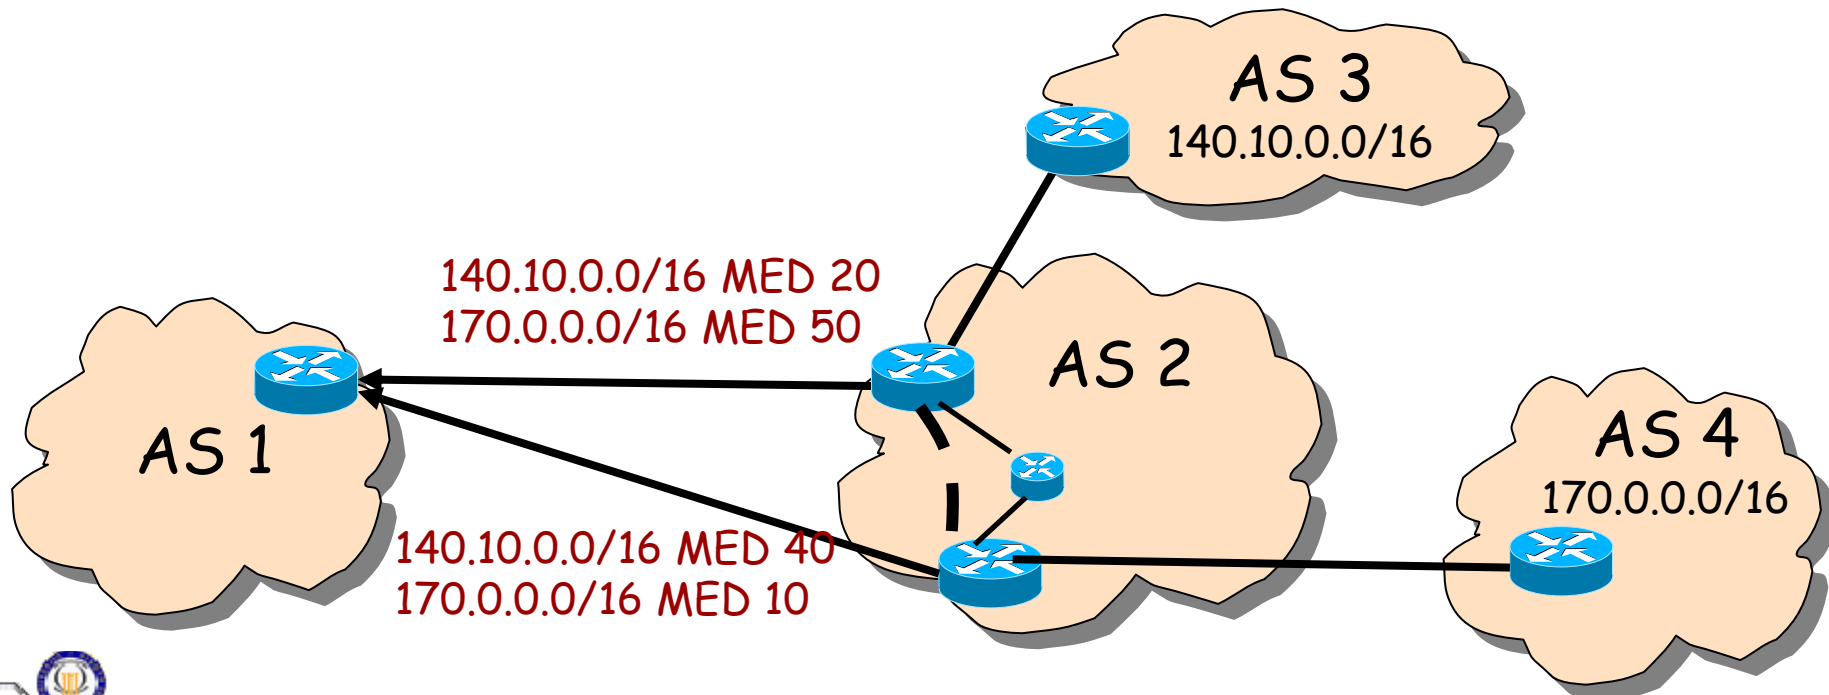 AS 3
140.10.0.0/16
140.10.0.0/16 MED 20
170.0.0.0/16 MED 50
AS 2
AS 1
AS 4
170.0.0.0/16
140.10.0.0/16 MED 40
170.0.0.0/16 MED 10